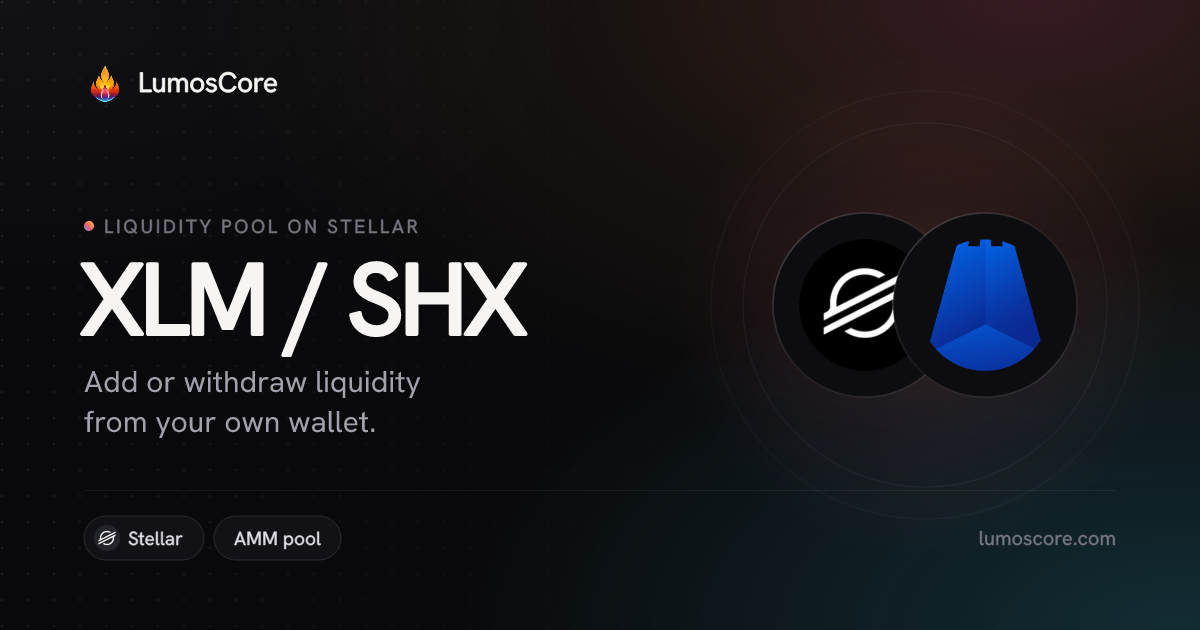 LumosCore
LIQUIDITY POOL ON STELLAR
XLM / SHX
Add or withdraw liquidity
from your own wallet.
Stellar
AMM pool
lumoscore.com